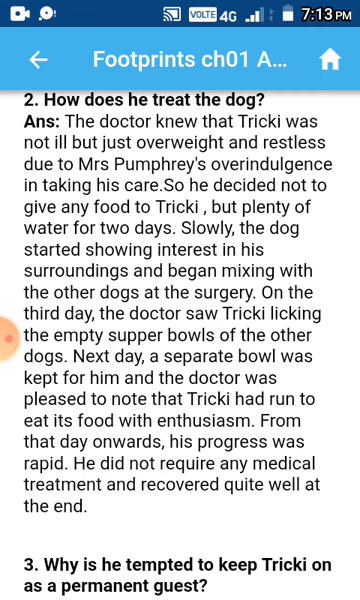 VOLTE 4G 7:13 PM
Footprints ch01 A...
2. How does he treat the dog?
Ans: The doctor knew that Tricki was
not ill but just overweight and restless
due to Mrs Pumphrey's overindulgence
in taking his care.So he decided not to
give any food to Tricki , but plenty of
water for two days. Slowly, the dog
started showing interest in his
surroundings and began mixing with
the other dogs at the surgery. On the
third day, the doctor saw Tricki licking
the empty supper bowls of the other
dogs. Next day, a separate bowl was
kept for him and the doctor was
pleased to note that Tricki had run to
eat its food with enthusiasm. From
that day onwards, his progress was
rapid. He did not require any medical
treatment and recovered quite well at
the end.
3. Why is he tempted to keep Tricki on
as a permanent guest?